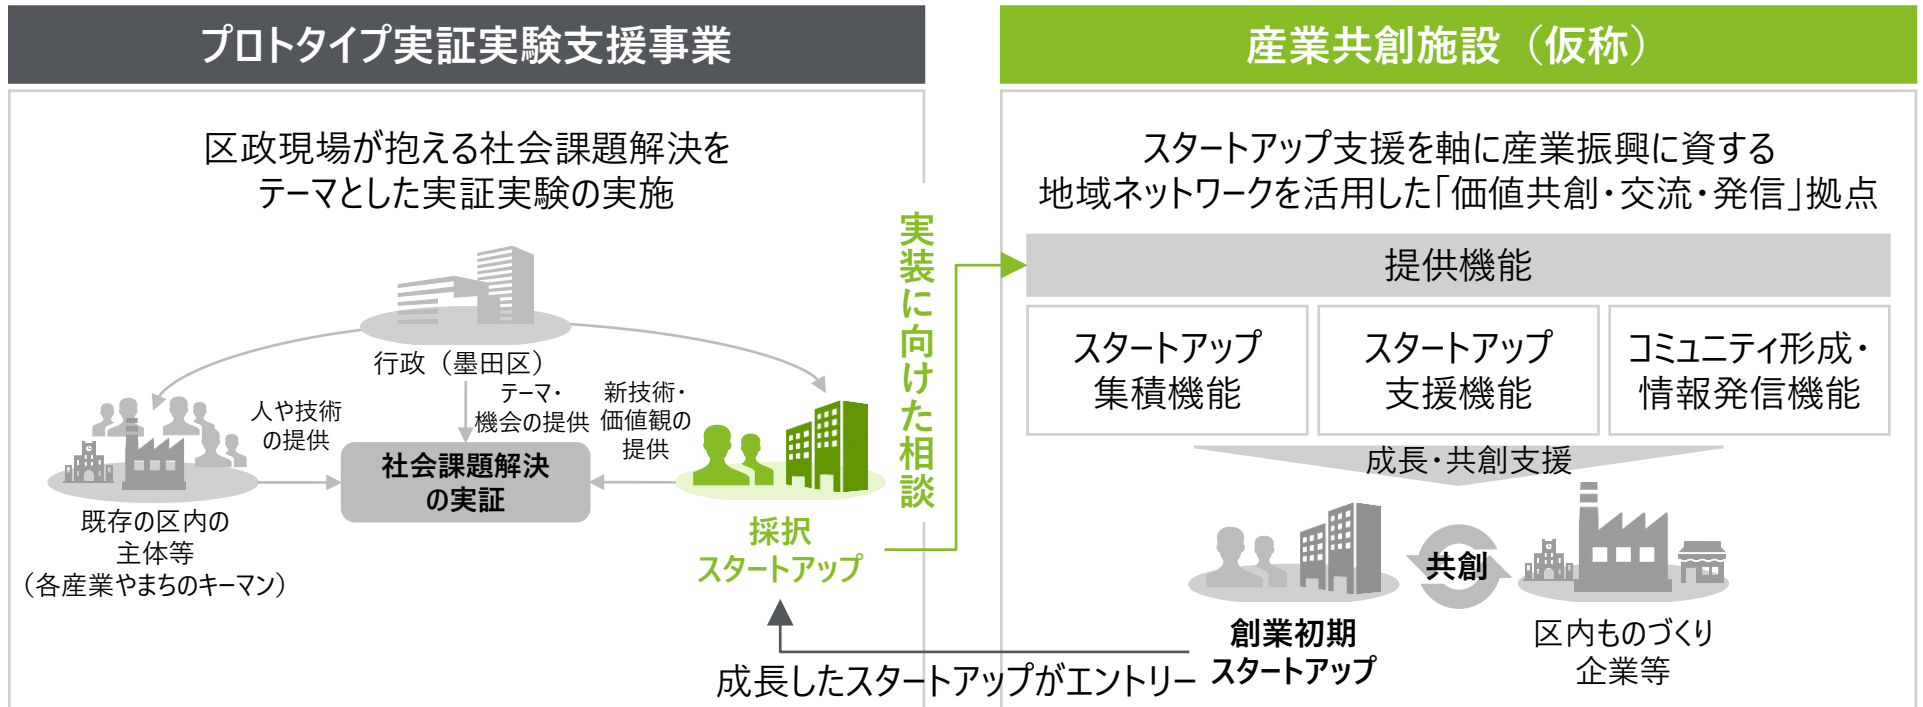 プロトタイプ実証実験支援事業
区政現場が抱える社会課題解決を
テーマとした実証実験の実施
行政（墨田区）
人や技術
の提供
テーマ・
機会の提供
新技術・
価値観の
提供
社会課題解決
の実証
既存の区内の
主体等
（各産業やまちのキーマン）
採択
スタートアップ
実装に向けた相談
産業共創施設（仮称）
スタートアップ支援を軸に産業振興に資する
地域ネットワークを活用した「価値共創・交流・発信」拠点
提供機能
スタートアップ
集積機能
スタートアップ
支援機能
コミュニティ形成・
情報発信機能
成長・共創支援
共創
創業初期
スタートアップ
区内ものづくり
企業等
成長したスタートアップがエントリー